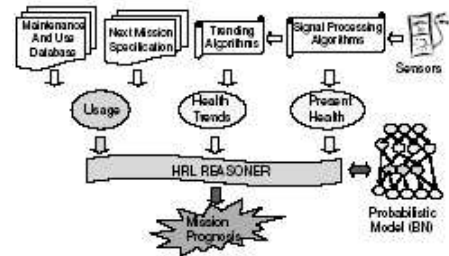 Maintenance
And Use
Database
Next Mission
Specification
Trending
Algorithms
Signal Processing
Algorithms
Sensors
Usage
Health
Trends
Present
Health
HRL REASONER
Mission
Prognosis
Probabilistic
Model (BN)